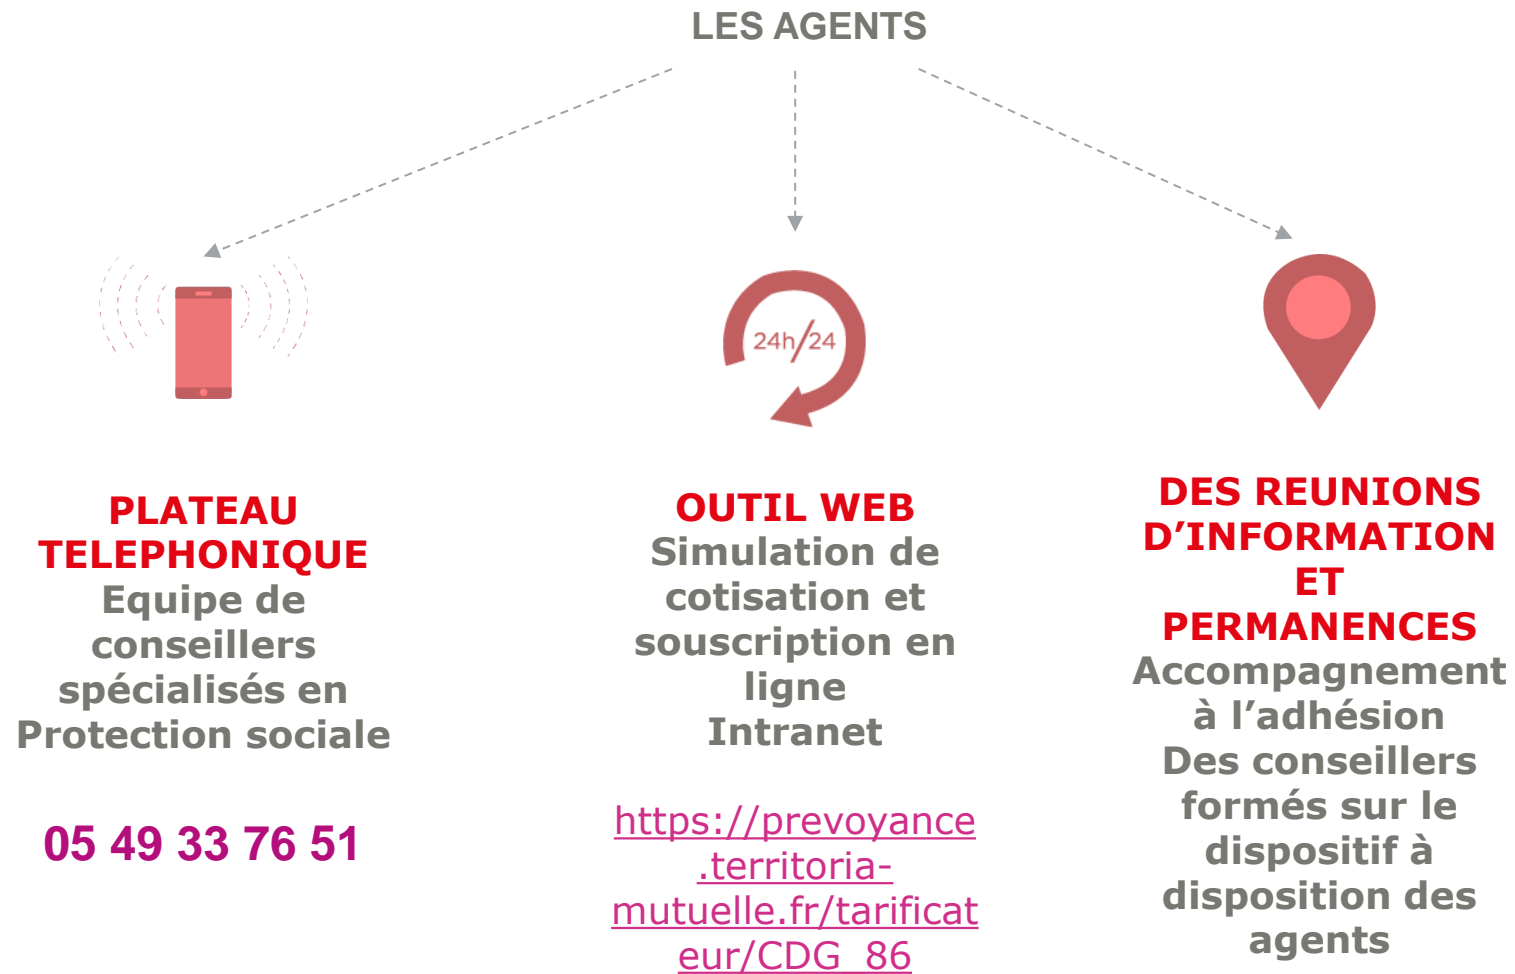 LES AGENTS
24h/24
PLATEAU
TELEPHONIQUE
Equipe de
conseillers
spécialisés en
Protection sociale
05 49 33 76 51
OUTIL WEB
Simulation de
cotisation et
souscription en
ligne
Intranet
https://prevoyance
.territoria-
mutuelle.fr/tarificat
eur/CDG_86
DES REUNIONS
D’INFORMATION
ET
PERMANENCES
Accompagnement
à l’adhésion
Des conseillers
formés sur le
dispositif à
disposition des
agents